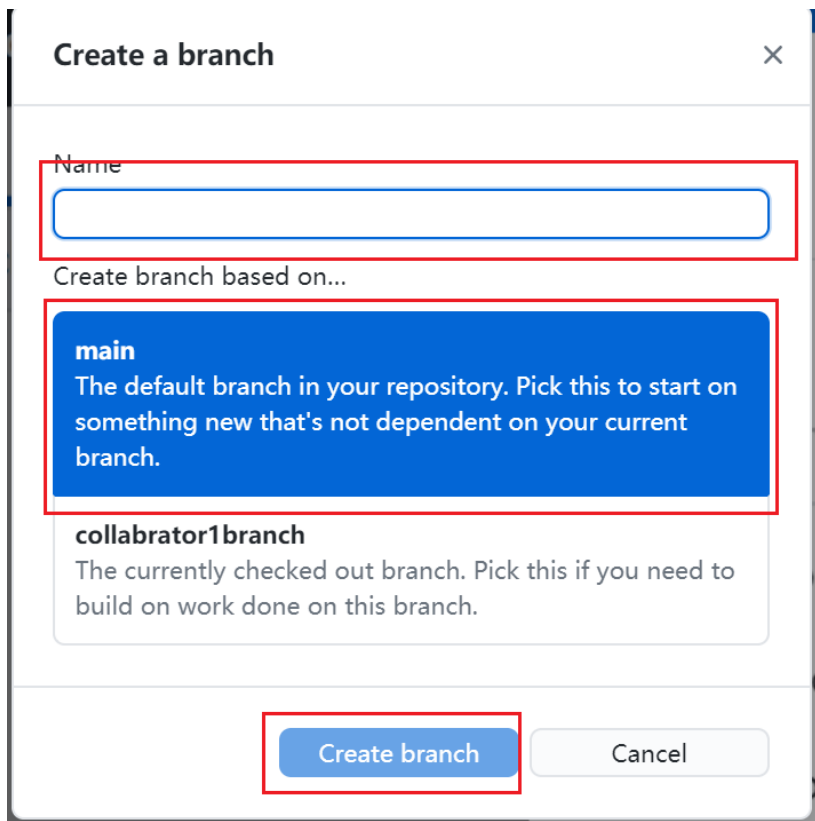 Create a branch
Name
Create branch based on...
main
The default branch in your repository. Pick this to start on
something new that's not dependent on your current
branch.
collabrator1branch
The currently checked out branch. Pick this if you need to
build on work done on this branch.
Create branch
Cancel